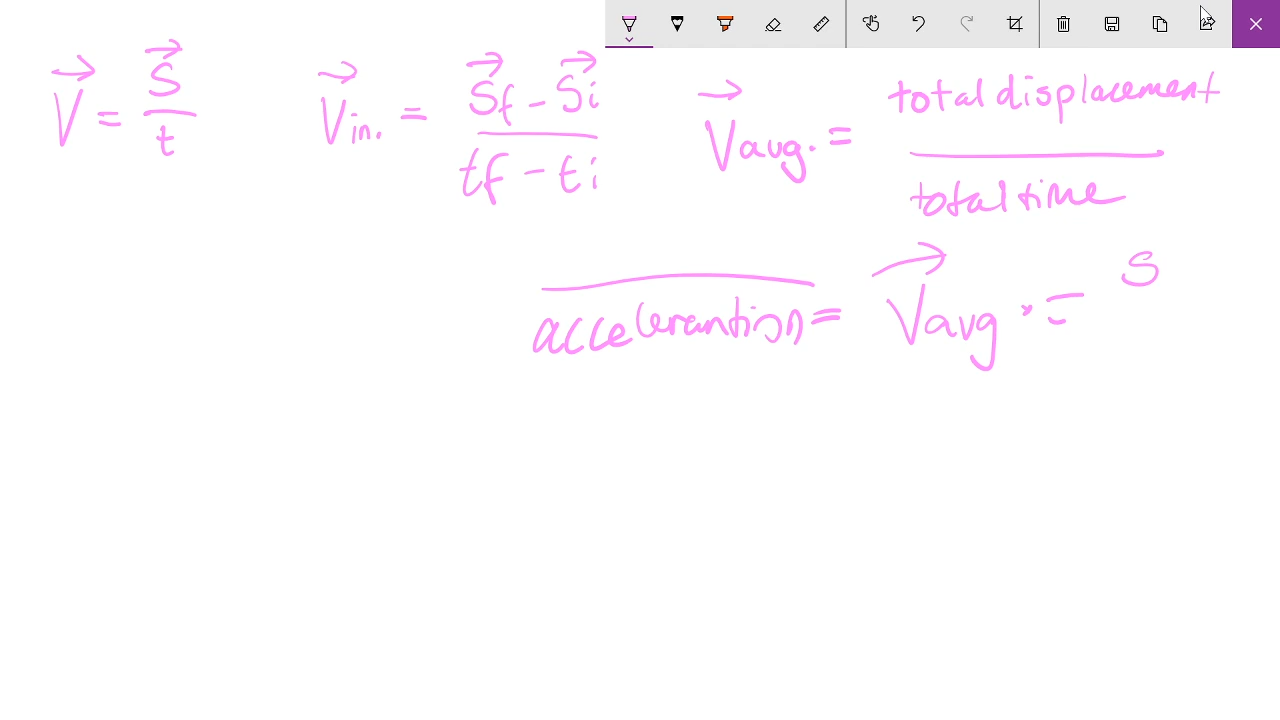 V = S / t
Vin. = Sf - Si / tf - ti
Vavg. = total displacement / total time
accelerantion = Vavg. = S